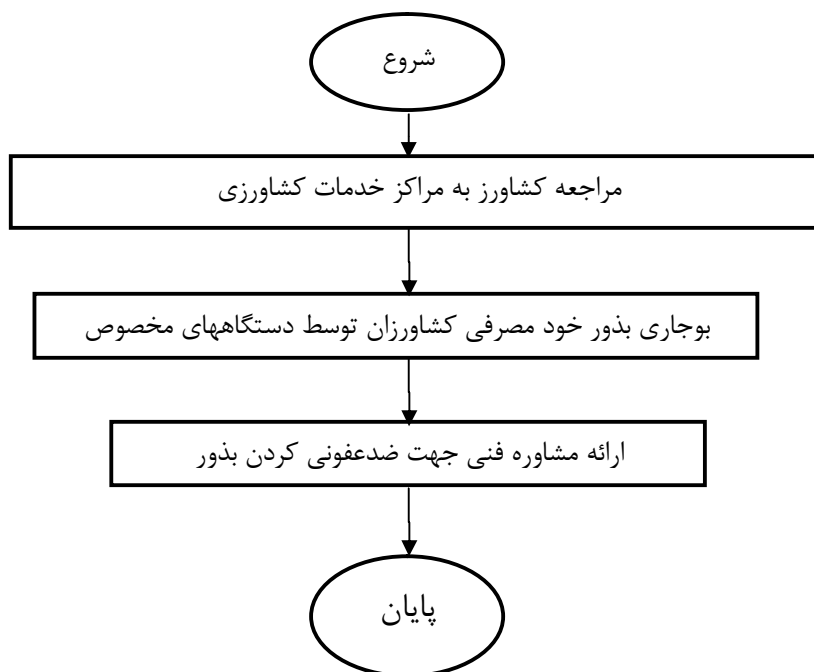 شروع
مراجعه کشاورز به مراکز خدمات کشاورزی
بوجاری بذور خود مصرفی کشاورزان توسط دستگاههای مخصوص
ارائه مشاوره فنی جهت ضدعفونی کردن بذور
پایان